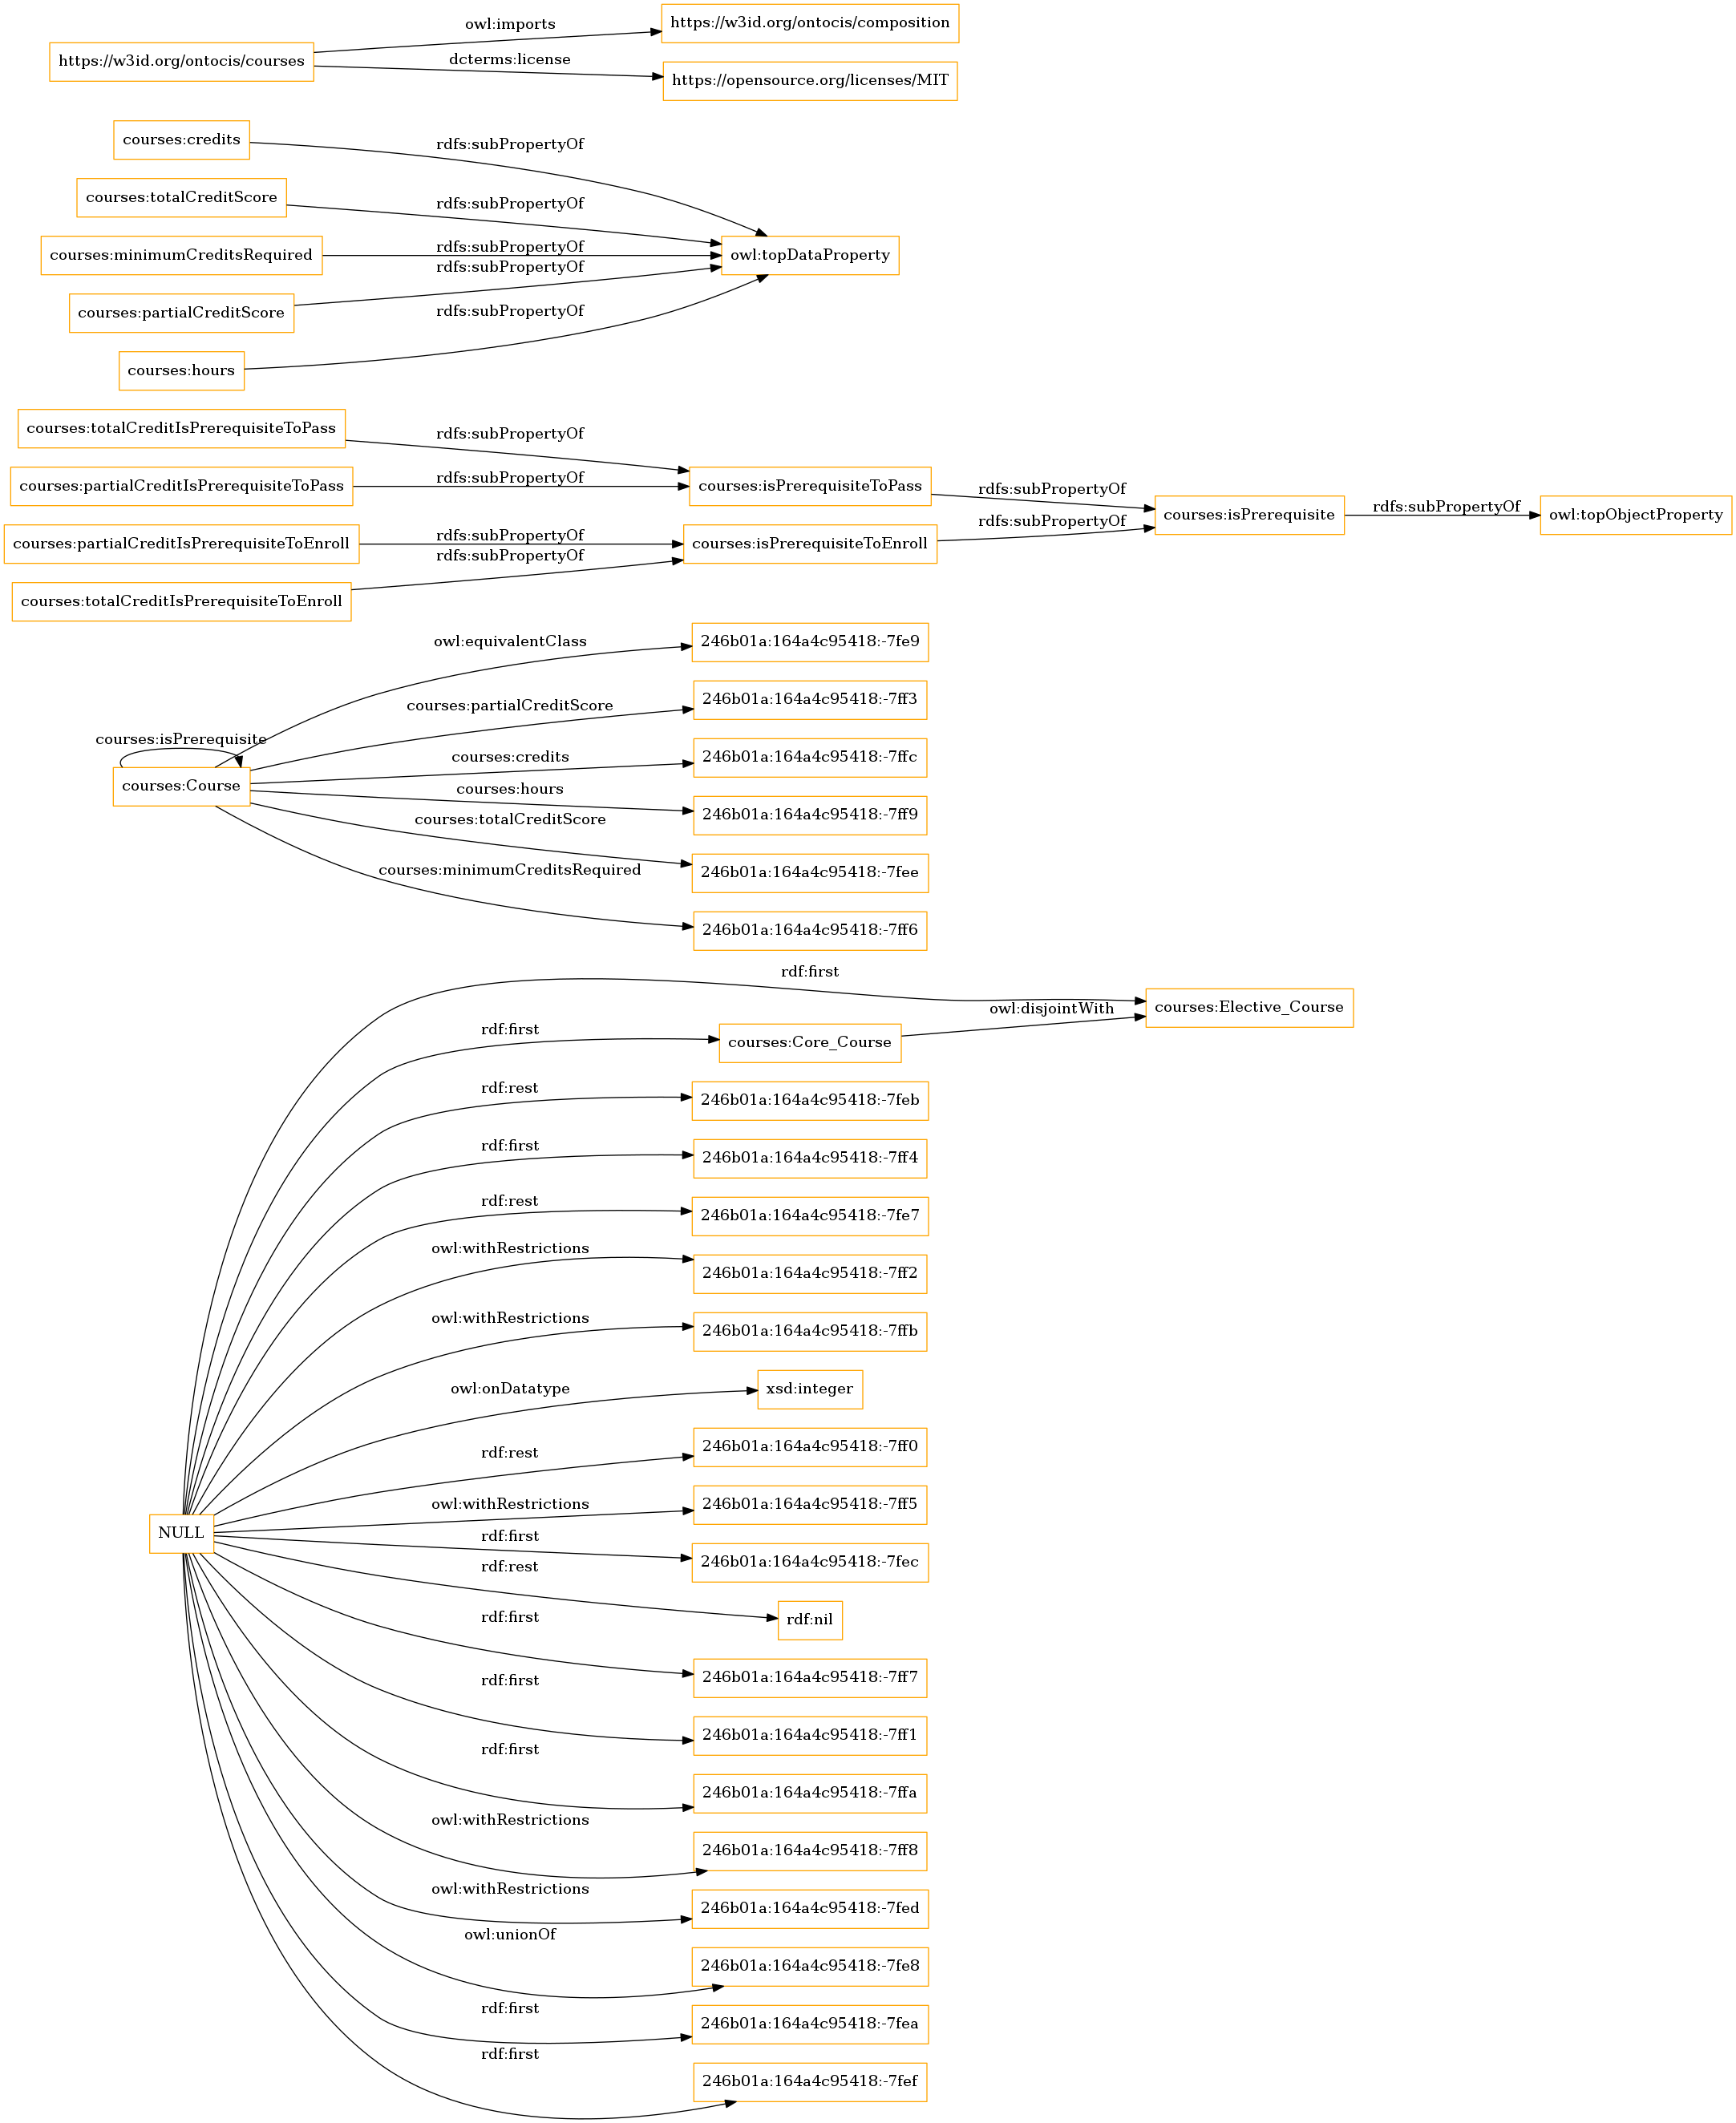 owl:imports
https://w3id.org/ontocis/composition
https://w3id.org/ontocis/courses
dcterms:license
https://opensource.org/licenses/MIT
courses:credits
rdfs:subPropertyOf
courses:totalCreditScore
rdfs:subPropertyOf
courses:minimumCreditsRequired
rdfs:subPropertyOf
owl:topDataProperty
rdfs:subPropertyOf
courses:partialCreditScore
rdfs:subPropertyOf
courses:hours
courses:totalCreditIsPrerequisiteToPass
rdfs:subPropertyOf
courses:partialCreditIsPrerequisiteToPass
rdfs:subPropertyOf
courses:isPrerequisiteToPass
rdfs:subPropertyOf
courses:isPrerequisite
rdfs:subPropertyOf
owl:topObjectProperty
rdfs:subPropertyOf
courses:partialCreditIsPrerequisiteToEnroll
rdfs:subPropertyOf
courses:isPrerequisiteToEnroll
rdfs:subPropertyOf
courses:totalCreditIsPrerequisiteToEnroll
owl:equivalentClass
246b01a:164a4c95418:-7fe9
courses:partialCreditScore
246b01a:164a4c95418:-7ff3
courses:isPrerequisite
courses:credits
246b01a:164a4c95418:-7ffc
courses:Course
courses:hours
246b01a:164a4c95418:-7ff9
courses:totalCreditScore
246b01a:164a4c95418:-7fee
courses:minimumCreditsRequired
246b01a:164a4c95418:-7ff6
rdf:first
courses:Elective_Course
owl:disjointWith
rdf:first
courses:Core_Course
rdf:rest
246b01a:164a4c95418:-7feb
rdf:first
246b01a:164a4c95418:-7ff4
rdf:rest
246b01a:164a4c95418:-7fe7
owl:withRestrictions
246b01a:164a4c95418:-7ff2
owl:withRestrictions
246b01a:164a4c95418:-7ffb
owl:onDatatype
xsd:integer
rdf:rest
246b01a:164a4c95418:-7ff0
owl:withRestrictions
246b01a:164a4c95418:-7ff5
NULL
rdf:first
246b01a:164a4c95418:-7fec
rdf:rest
rdf:nil
rdf:first
246b01a:164a4c95418:-7ff7
rdf:first
246b01a:164a4c95418:-7ff1
rdf:first
246b01a:164a4c95418:-7ffa
owl:withRestrictions
246b01a:164a4c95418:-7ff8
owl:withRestrictions
246b01a:164a4c95418:-7fed
owl:unionOf
246b01a:164a4c95418:-7fe8
rdf:first
246b01a:164a4c95418:-7fea
rdf:first
246b01a:164a4c95418:-7fef